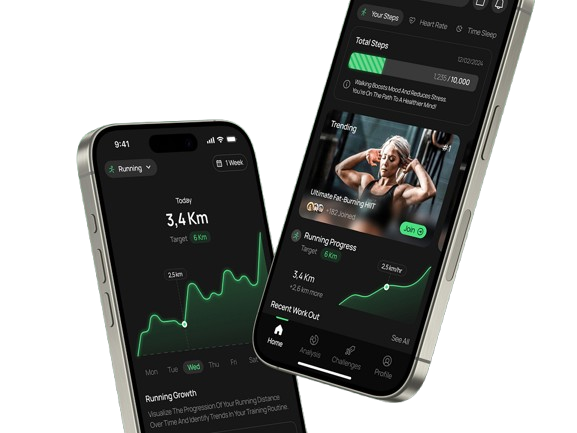 9:41
Running
1 Week
Today
3,4 Km
Target 6 Km
2,5 km
Mon Tue Wed Thu Fri Sat
Running Growth
Visualize The Progression Of Your Running Distance
Over Time And Identify Trends In Your Training Routine.
Your Steps Heart Rate Time Sleep
Total Steps
12/02/2024
1,235 / 10,000
Walking Boosts Mood And Reduces Stress.
You're On The Path To A Healthier Mind!
Trending
#1
Ultimate Fat-Burning HIIT
+182 Joined
Join
Running Progress
Target 6 Km
2,5 km/hr
3,4 Km
+2,6 km more
Recent Work Out
See All
Home Analysis Challenges Profile